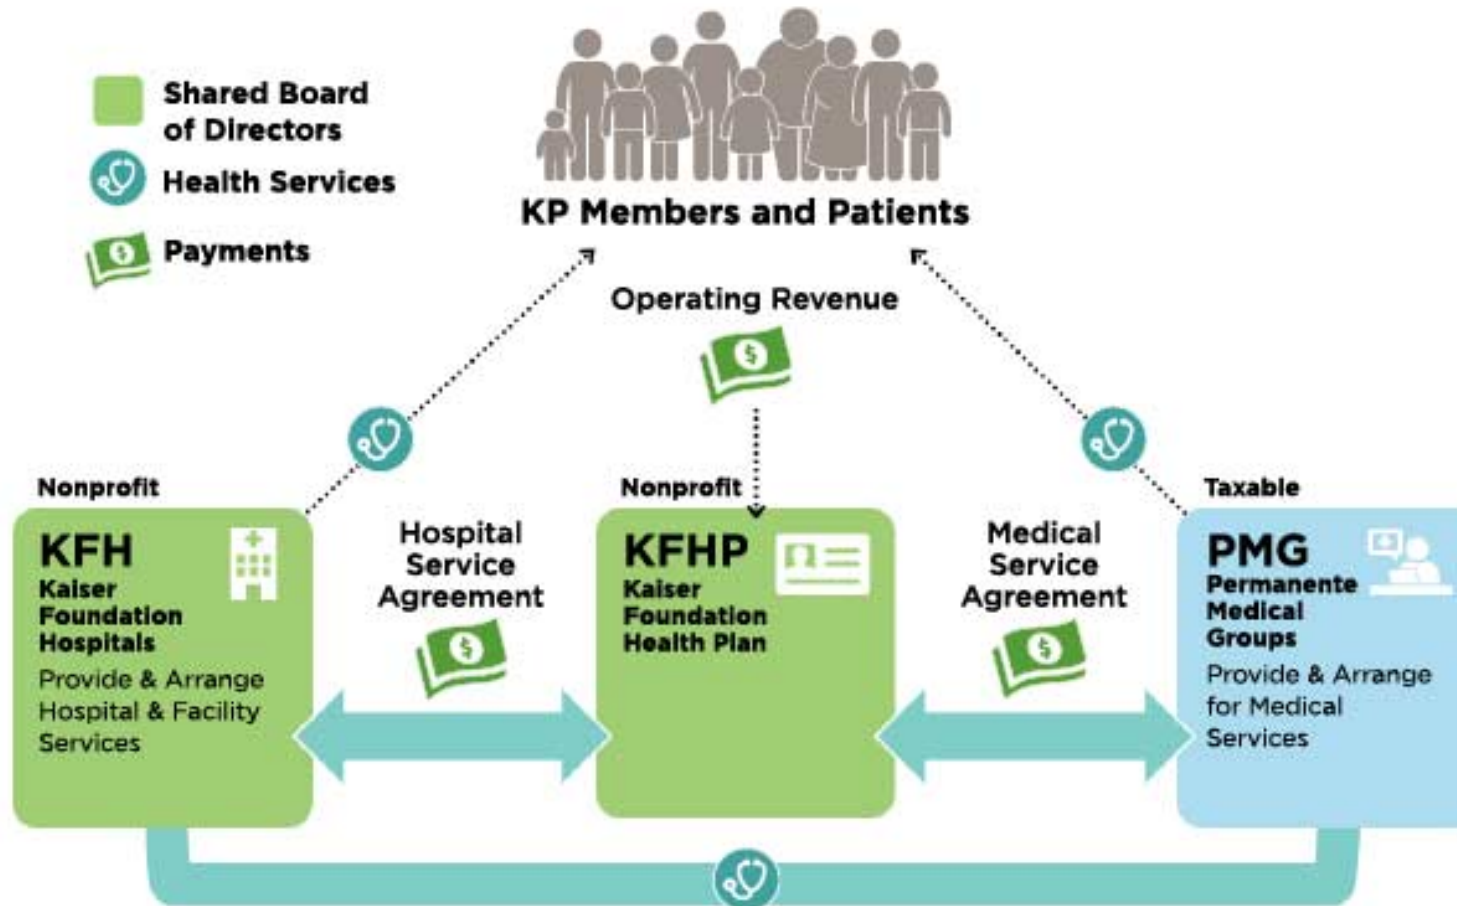 Shared Board
of Directors
Health Services
$
Payments
KP Members and Patients
Operating Revenue
$
Nonprofit
KFH
Kaiser
Foundation
Hospitals
Provide & Arrange
Hospital & Facility
Services
Hospital
Service
Agreement
$
Nonprofit
KFHP
Kaiser
Foundation
Health Plan
Medical
Service
Agreement
$
Taxable
PMG
Permanente
Medical
Groups
Provide & Arrange
for Medical
Services